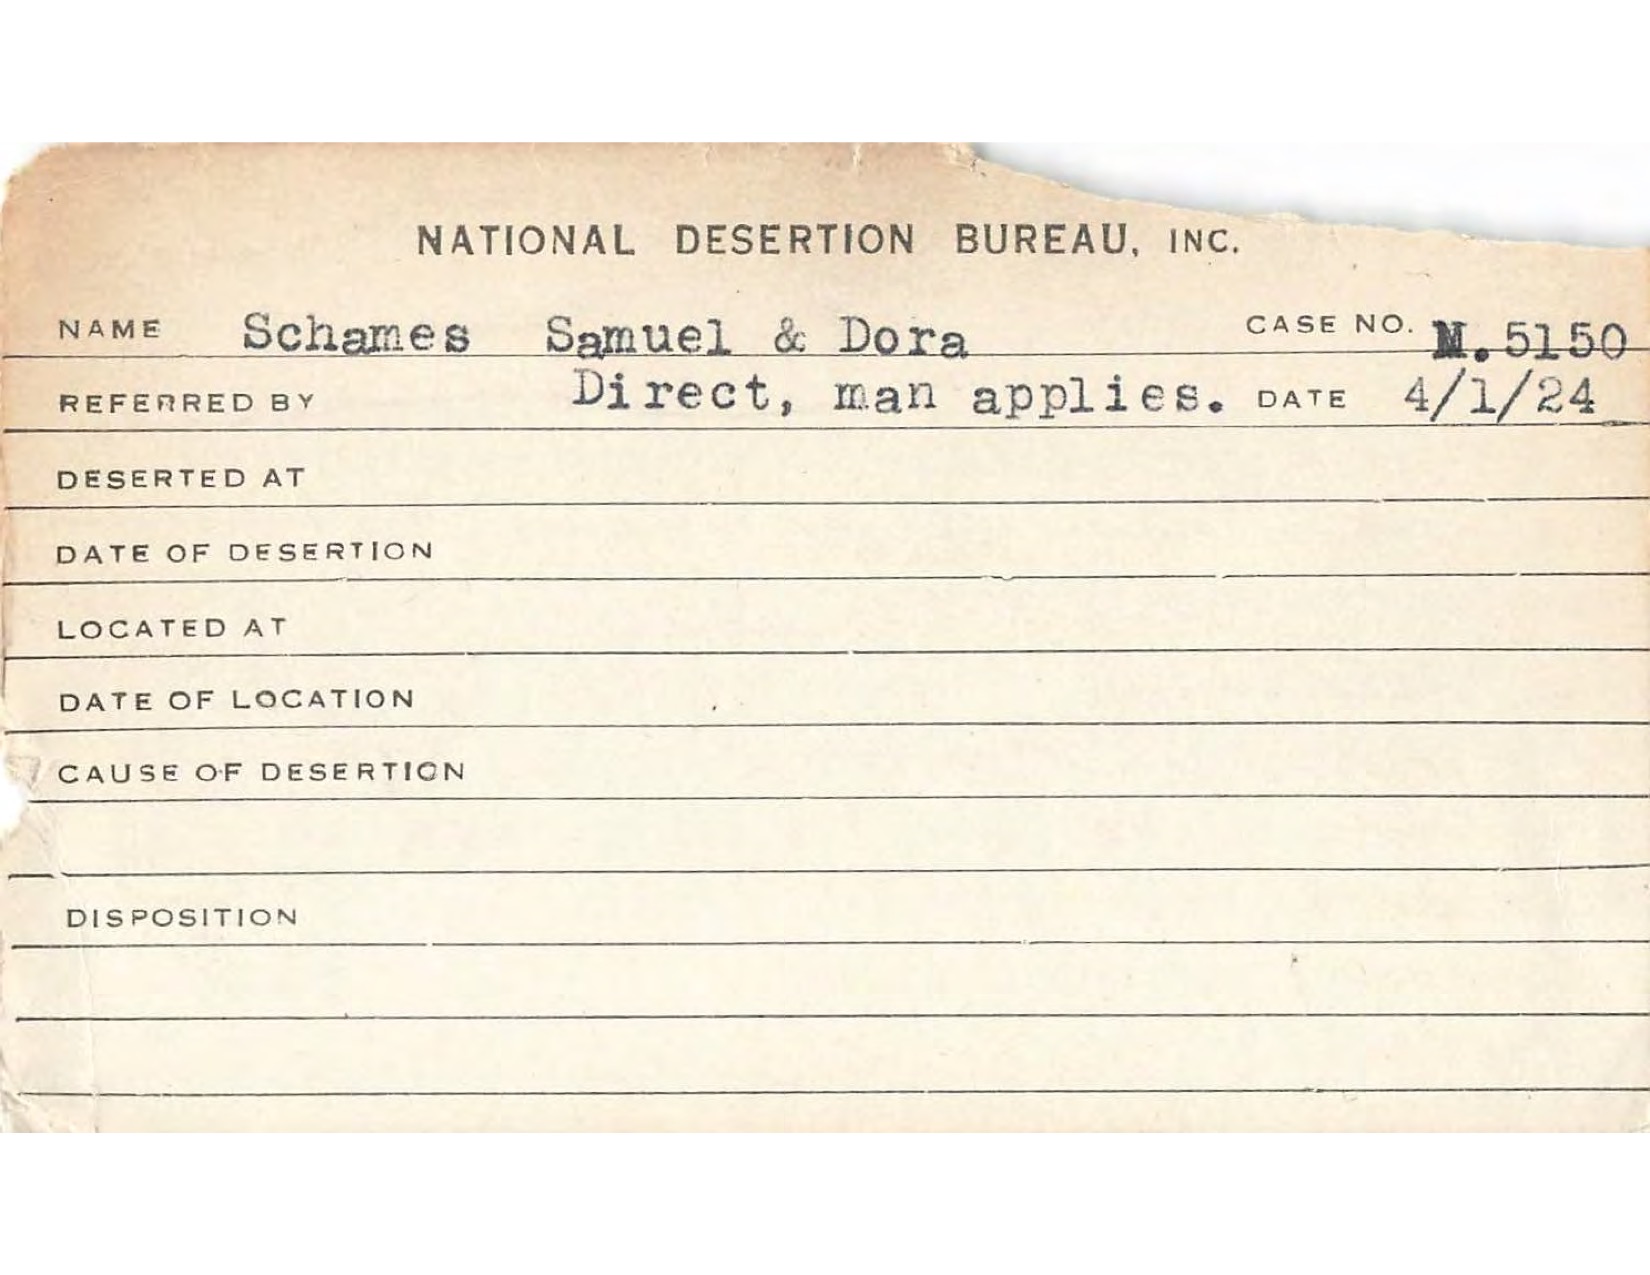 NATIONAL DESERTION BUREAU, INC.
NAME Schames Samuel & Dora CASE NO. M.5150
REFERRED BY Direct, man applies. DATE 4/1/24
DESERTED AT
DATE OF DESERTION
LOCATED AT
DATE OF LOCATION
CAUSE OF DESERTION
DISPOSITION